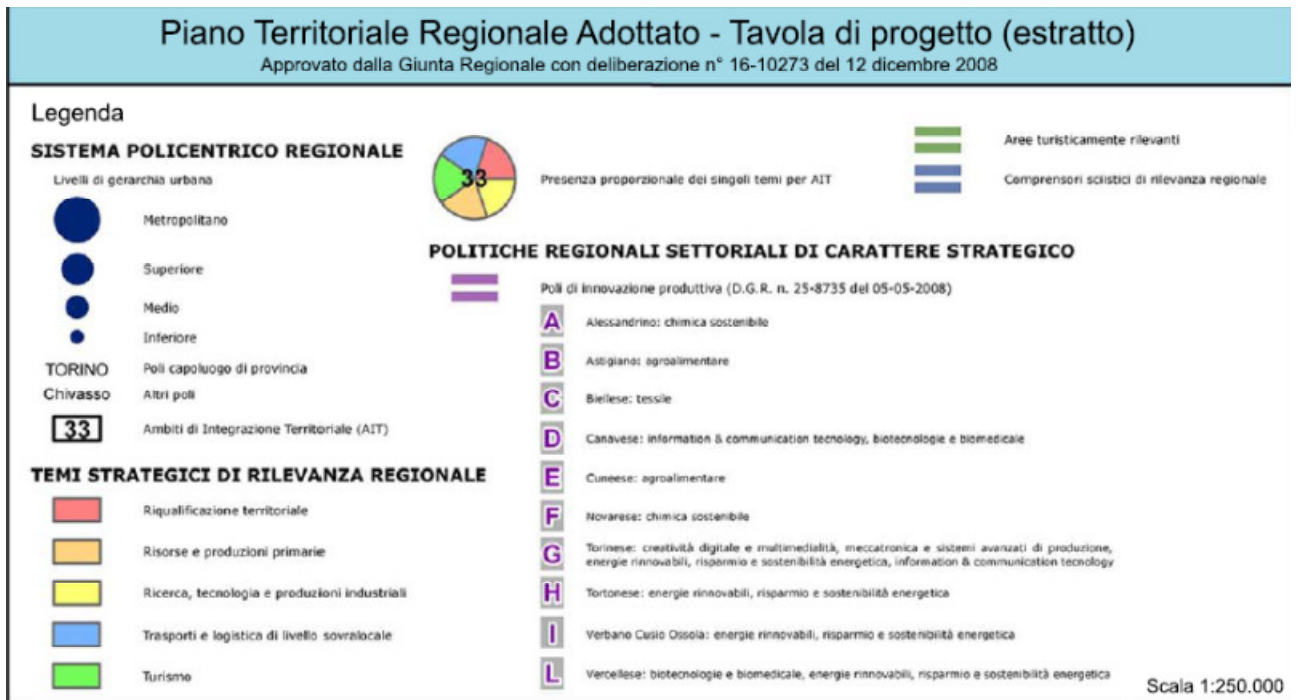 Piano Territoriale Regionale Adottato - Tavola di progetto (estratto)
Approvato dalla Giunta Regionale con deliberazione n° 16-10273 del 12 dicembre 2008
Legenda
SISTEMA POLICENTRICO REGIONALE
Livelli di gerarchia urbana
Metropolitano
Superiore
Medio
Inferiore
TORINO Poli capoluogo di provincia
Chivasso Altri poli
33 Ambiti di Integrazione Territoriale (AIT)
TEMI STRATEGICI DI RILEVANZA REGIONALE
Riqualificazione territoriale
Risorse e produzioni primarie
Ricerca, tecnologia e produzioni industriali
Trasporti e logistica di livello sovralocale
Turismo
33 Presenza proporzionale dei singoli temi per AIT
Aree turisticamente rilevanti
Comprensori sciistici di rilevanza regionale
POLITICHE REGIONALI SETTORIALI DI CARATTERE STRATEGICO
Poli di innovazione produttiva (D.G.R. n. 25-8735 del 05-05-2008)
A Alessandrino: chimica sostenibile
B Astigiano: agroalimentare
C Biellese: tessile
D Canavese: information & communication tecnology, biotecnologie e biomedicale
E Cuneese: agroalimentare
F Novarese: chimica sostenibile
G Torinese: creatività digitale e multimedialità, meccatronica e sistemi avanzati di produzione,
energie rinnovabili, risparmio e sostenibilità energetica, information & communication tecnology
H Tortonese: energie rinnovabili, risparmio e sostenibilità energetica
I Verbano Cusio Ossola: energie rinnovabili, risparmio e sostenibilità energetica
L Vercellese: biotecnologie e biomedicale, energie rinnovabili, risparmio e sostenibilità energetica
Scala 1:250.000